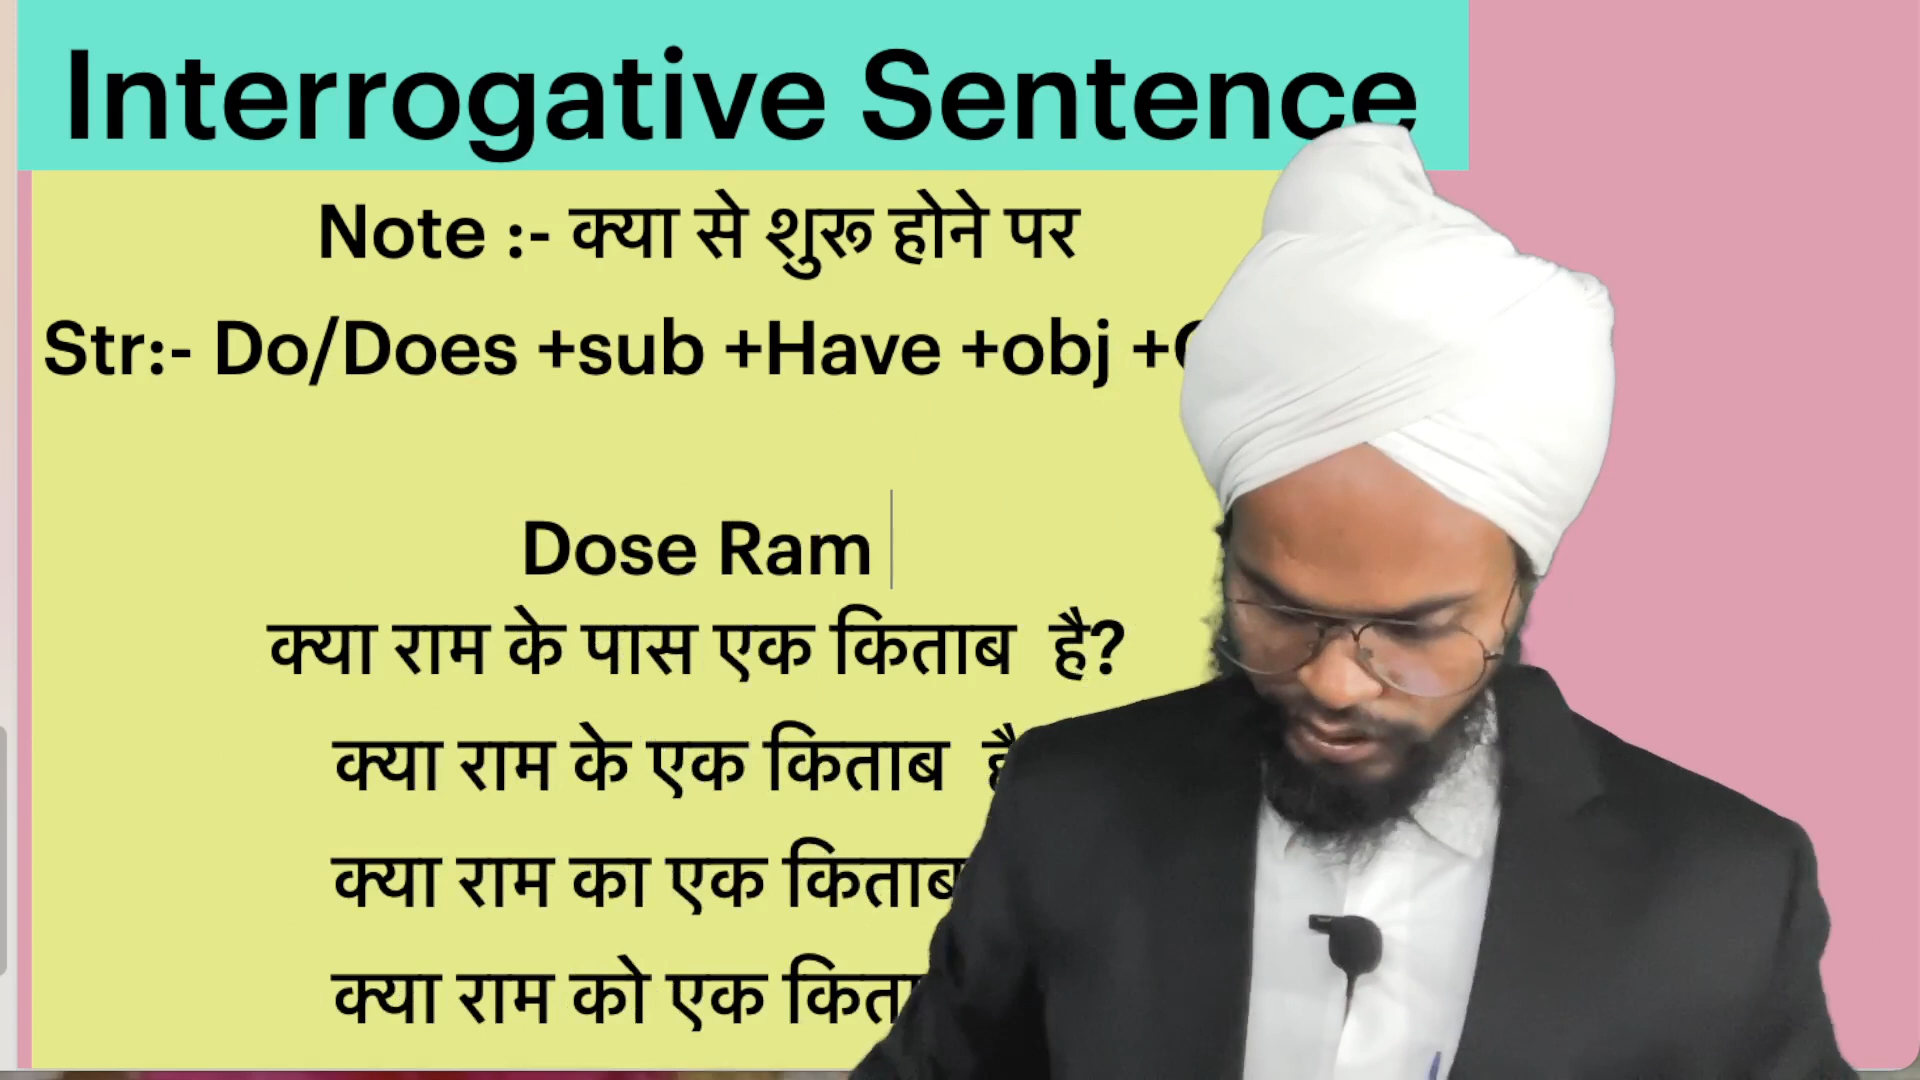 Interrogative Sentence
Note :- क्या से शुरू होने पर
Str:- Do/Does +sub +Have +obj +
Dose Ram
क्या राम के पास एक किताब है?
क्या राम के एक किताब
क्या राम का एक किताब
क्या राम को एक